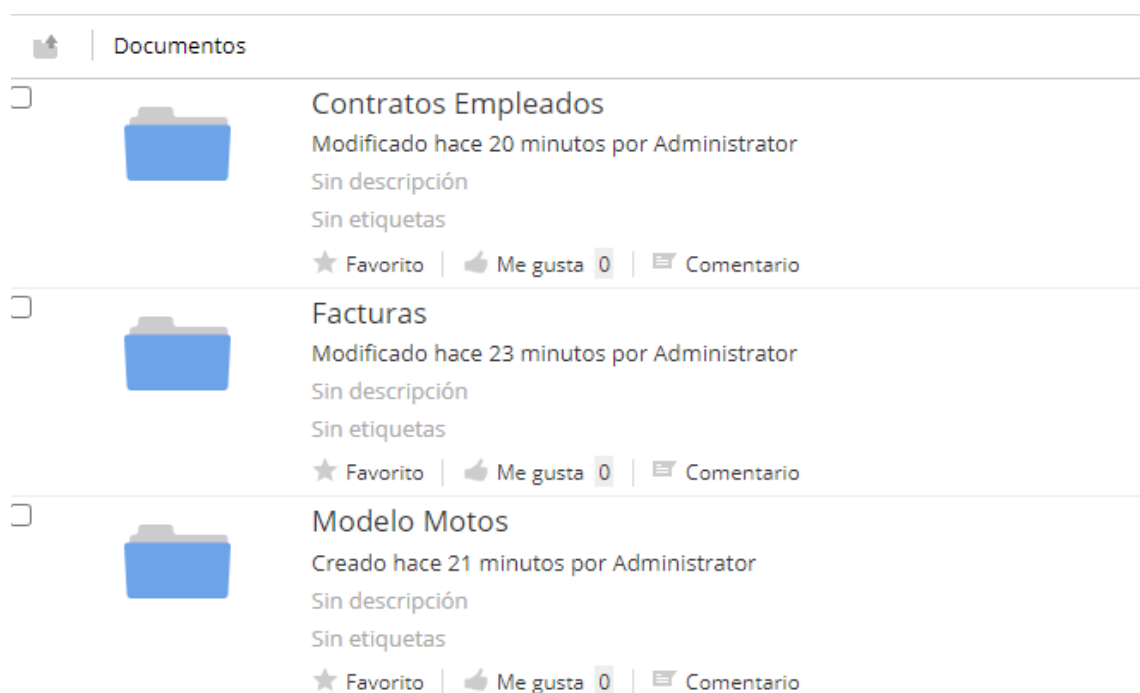 Documentos
Contratos Empleados
Modificado hace 20 minutos por Administrator
Sin descripción
Sin etiquetas
Favorito Me gusta 0 Comentario
Facturas
Modificado hace 23 minutos por Administrator
Sin descripción
Sin etiquetas
Favorito Me gusta 0 Comentario
Modelo Motos
Creado hace 21 minutos por Administrator
Sin descripción
Sin etiquetas
Favorito Me gusta 0 Comentario